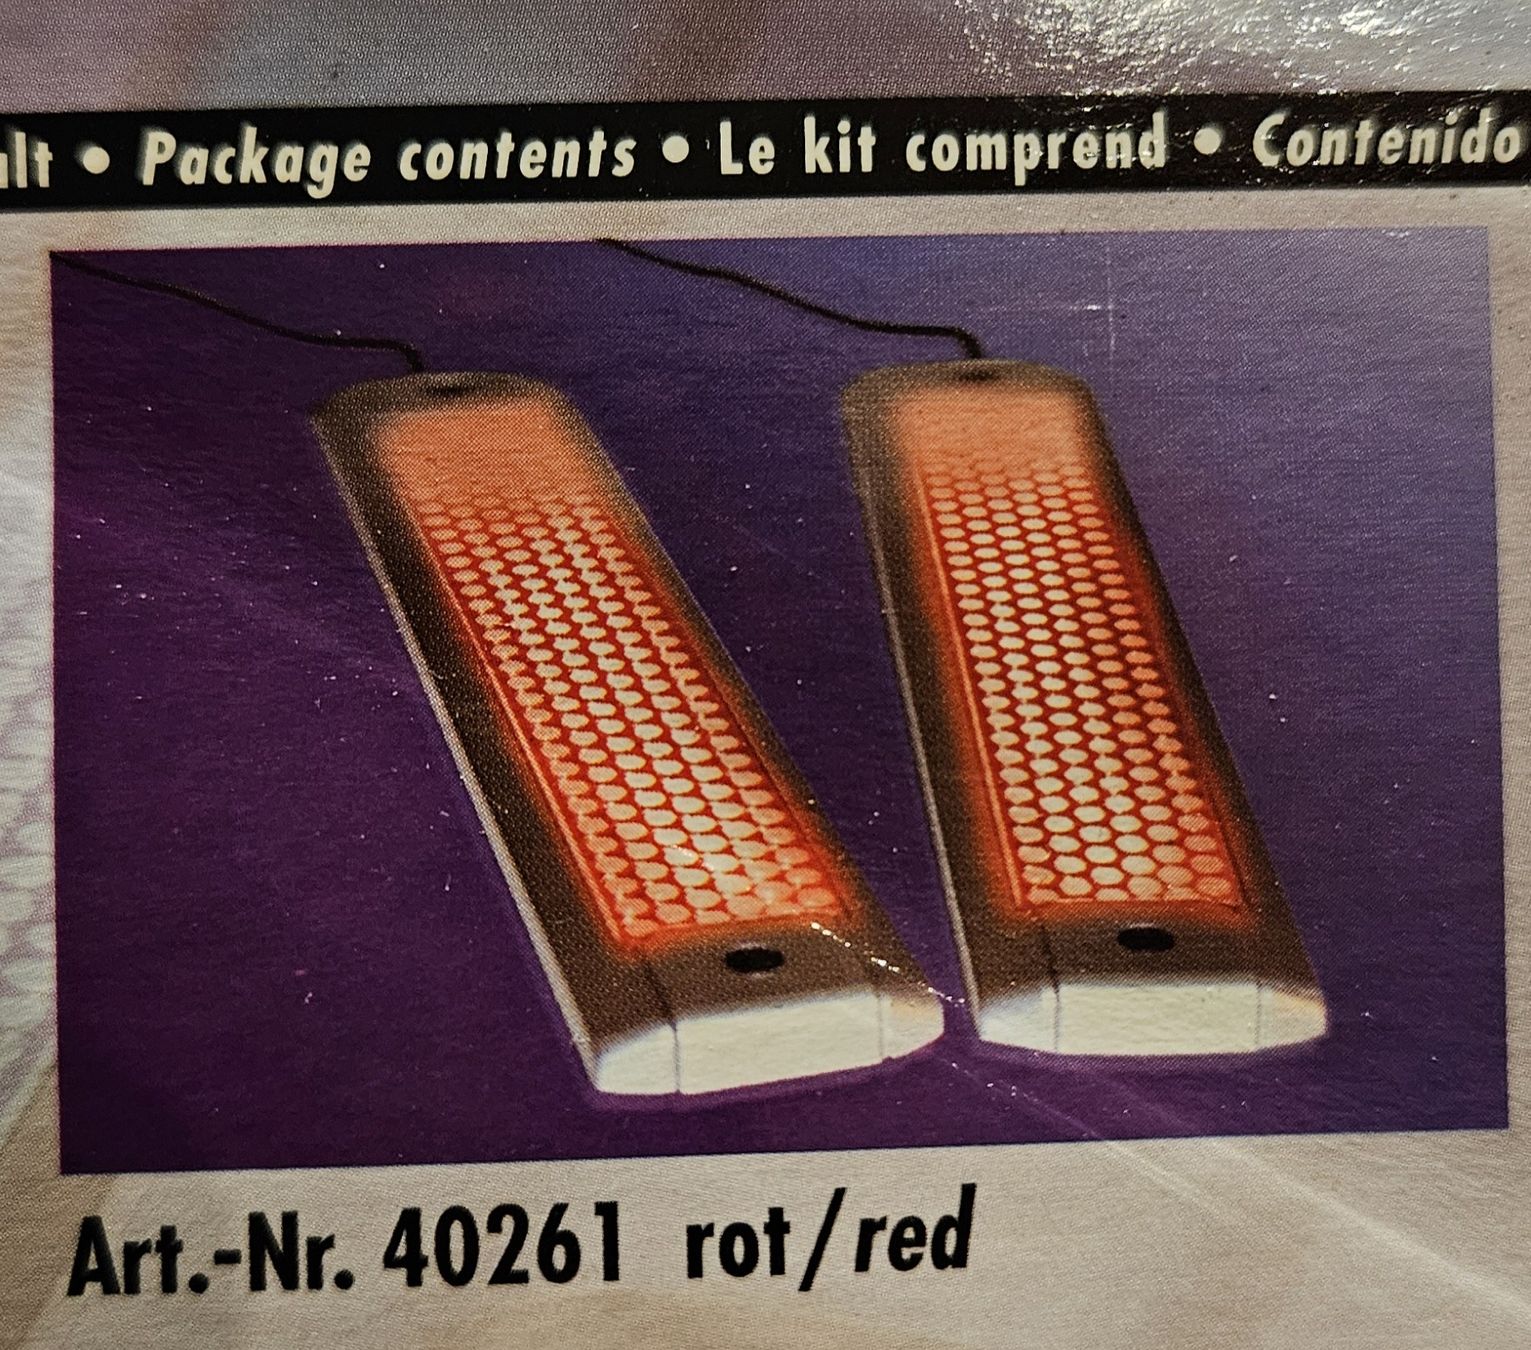 • Package contents • Le kit comprend • Contenido
Art.-Nr. 40261 rot/red